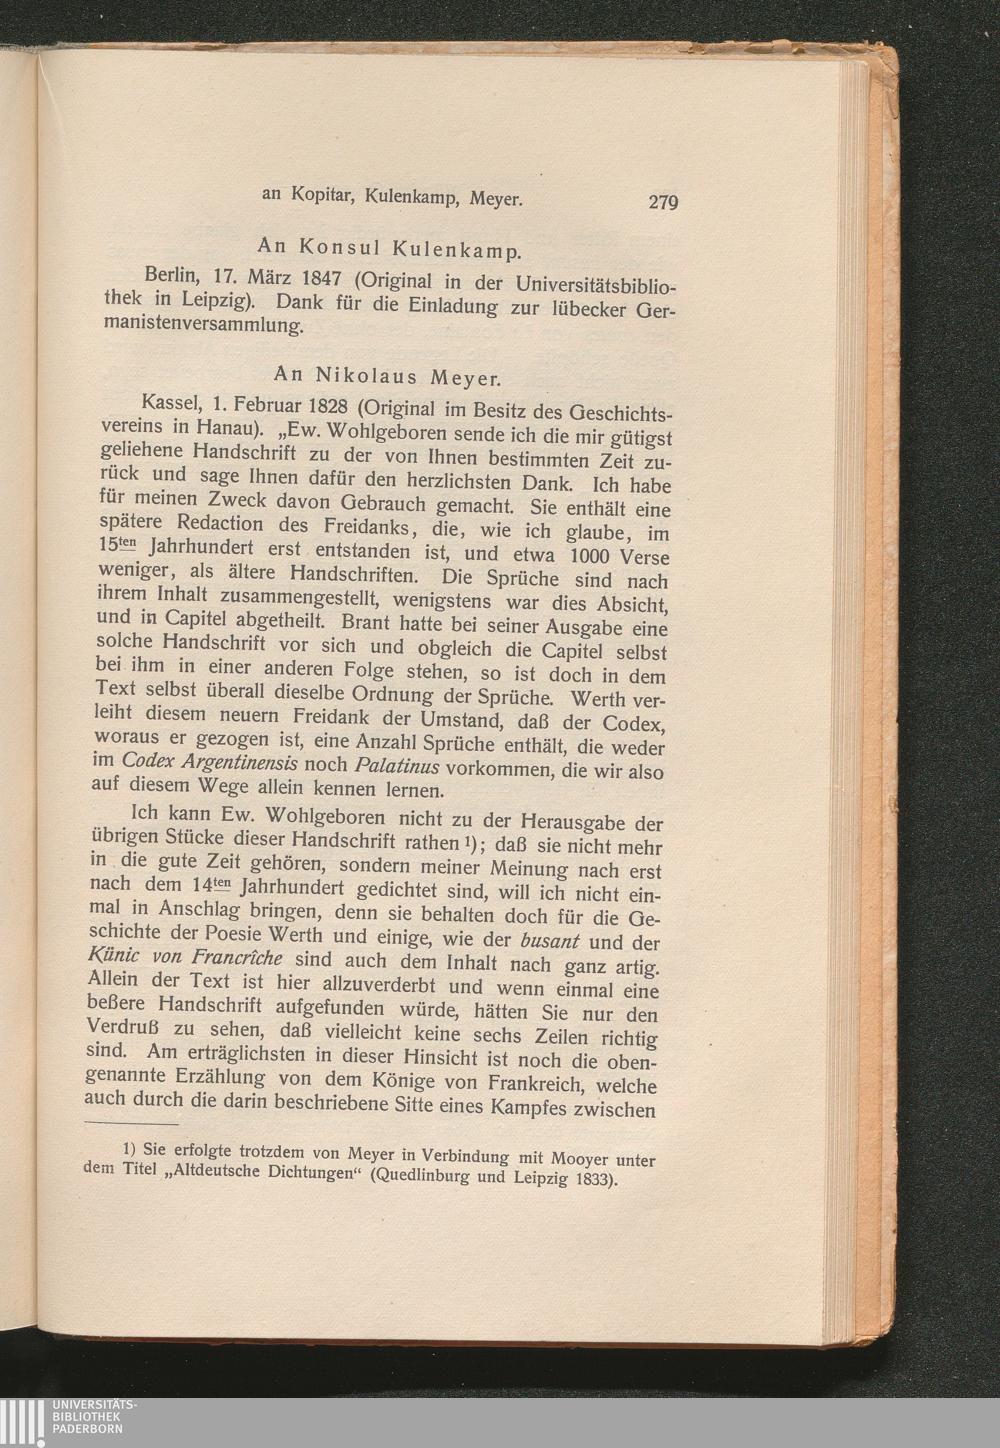 an Kopitar, Kulenkamp, Meyer. 279
An Konsul Kulenkamp.
Berlin, 17. März 1847 (Original in der Universitätsbiblio-
thek in Leipzig). Dank für die Einladung zur lübecker Ger-
manistenversammlung.
An Nikolaus Meyer.
Kassel, 1. Februar 1828 (Original im Besitz des Geschichts-
vereins in Hanau). „Ew. Wohlgeboren sende ich die mir gütigst
geliehene Handschrift zu der von Ihnen bestimmten Zeit zu-
rück und sage Ihnen dafür den herzlichsten Dank. Ich habe
für meinen Zweck davon Gebrauch gemacht. Sie enthält eine
spätere Redaction des Freidanks, die, wie ich glaube, im
15ten Jahrhundert erst entstanden ist, und etwa 1000 Verse
weniger, als ältere Handschriften. Die Sprüche sind nach
ihrem Inhalt zusammengestellt, wenigstens war dies Absicht,
und in Capitel abgetheilt. Brant hatte bei seiner Ausgabe eine
solche Handschrift vor sich und obgleich die Capitel selbst
bei ihm in einer anderen Folge stehen, so ist doch in dem
Text selbst überall dieselbe Ordnung der Sprüche. Werth ver-
leiht diesem neuern Freidank der Umstand, daß der Codex,
woraus er gezogen ist, eine Anzahl Sprüche enthält, die weder
im Codex Argentinensis noch Palatinus vorkommen, die wir also
auf diesem Wege allein kennen lernen.
Ich kann Ew. Wohlgeboren nicht zu der Herausgabe der
übrigen Stücke dieser Handschrift rathen 1); daß sie nicht mehr
in die gute Zeit gehören, sondern meiner Meinung nach erst
nach dem 14ten Jahrhundert gedichtet sind, will ich nicht ein-
mal in Anschlag bringen, denn sie behalten doch für die Ge-
schichte der Poesie Werth und einige, wie der busant und der
Künic von Francrîche sind auch dem Inhalt nach ganz artig.
Allein der Text ist hier allzuverderbt und wenn einmal eine
beßere Handschrift aufgefunden würde, hätten Sie nur den
Verdruß zu sehen, daß vielleicht keine sechs Zeilen richtig
sind. Am erträglichsten in dieser Hinsicht ist noch die oben-
genannte Erzählung von dem Könige von Frankreich, welche
auch durch die darin beschriebene Sitte eines Kampfes zwischen
1) Sie erfolgte trotzdem von Meyer in Verbindung mit Mooyer unter
dem Titel „Altdeutsche Dichtungen“ (Quedlinburg und Leipzig 1833).
UNIVERSITÄTS-
BIBLIOTHEK
PADERBORN